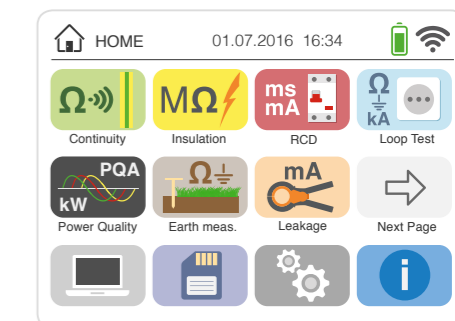 HOME 01.07.2016 16:34
Ω MΩ ms mA Ω kA
Continuity Insulation RCD Loop Test
PQA kW Ω mA
Power Quality Earth meas. Leakage Next Page
i